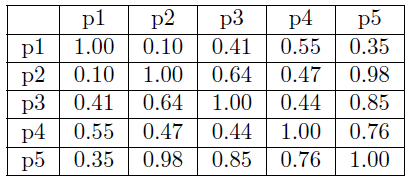 p1 p2 p3 p4 p5
p1 1.00 0.10 0.41 0.55 0.35
p2 0.10 1.00 0.64 0.47 0.98
p3 0.41 0.64 1.00 0.44 0.85
p4 0.55 0.47 0.44 1.00 0.76
p5 0.35 0.98 0.85 0.76 1.00